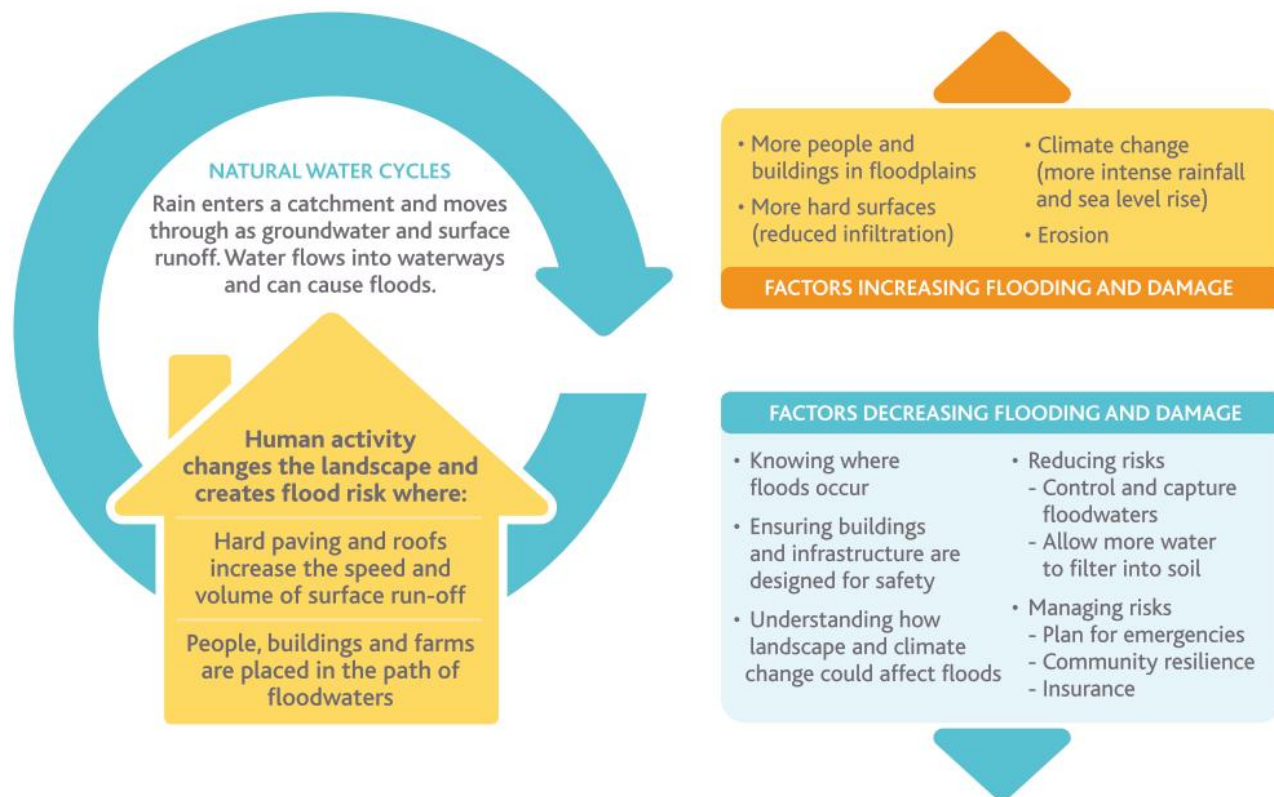 NATURAL WATER CYCLES
Rain enters a catchment and moves
through as groundwater and surface
runoff. Water flows into waterways
and can cause floods.
Human activity
changes the landscape and
creates flood risk where:
Hard paving and roofs
increase the speed and
volume of surface run-off
People, buildings and farms
are placed in the path of
floodwaters
• More people and
buildings in floodplains
• More hard surfaces
(reduced infiltration)
• Climate change
(more intense rainfall
and sea level rise)
• Erosion
FACTORS INCREASING FLOODING AND DAMAGE
FACTORS DECREASING FLOODING AND DAMAGE
• Knowing where
floods occur
• Ensuring buildings
and infrastructure are
designed for safety
• Understanding how
landscape and climate
change could affect floods
• Reducing risks
- Control and capture
floodwaters
- Allow more water
to filter into soil
• Managing risks
- Plan for emergencies
- Community resilience
- Insurance